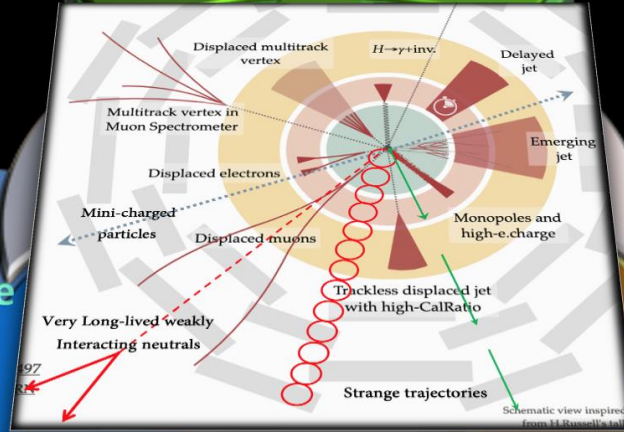 Displaced multitrack
vertex
H→γ+inv.
Delayed
jet
Multitrack vertex in
Muon Spectrometer
Emerging
jet
Displaced electrons
Mini-charged
particles
Displaced muons
Monopoles and
high-e.charge
Trackless displaced jet
with high-CalRatio
Very Long-lived weakly
Interacting neutrals
e
497
RN
Strange trajectories
Schematic view inspired
from H.Russell's talk